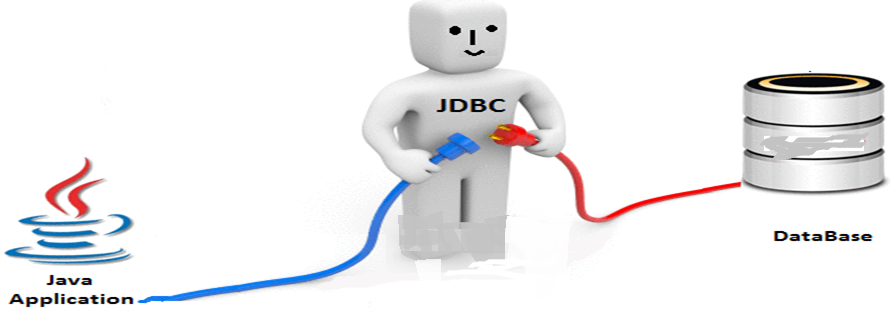 JDBC
Java
Application
DataBase